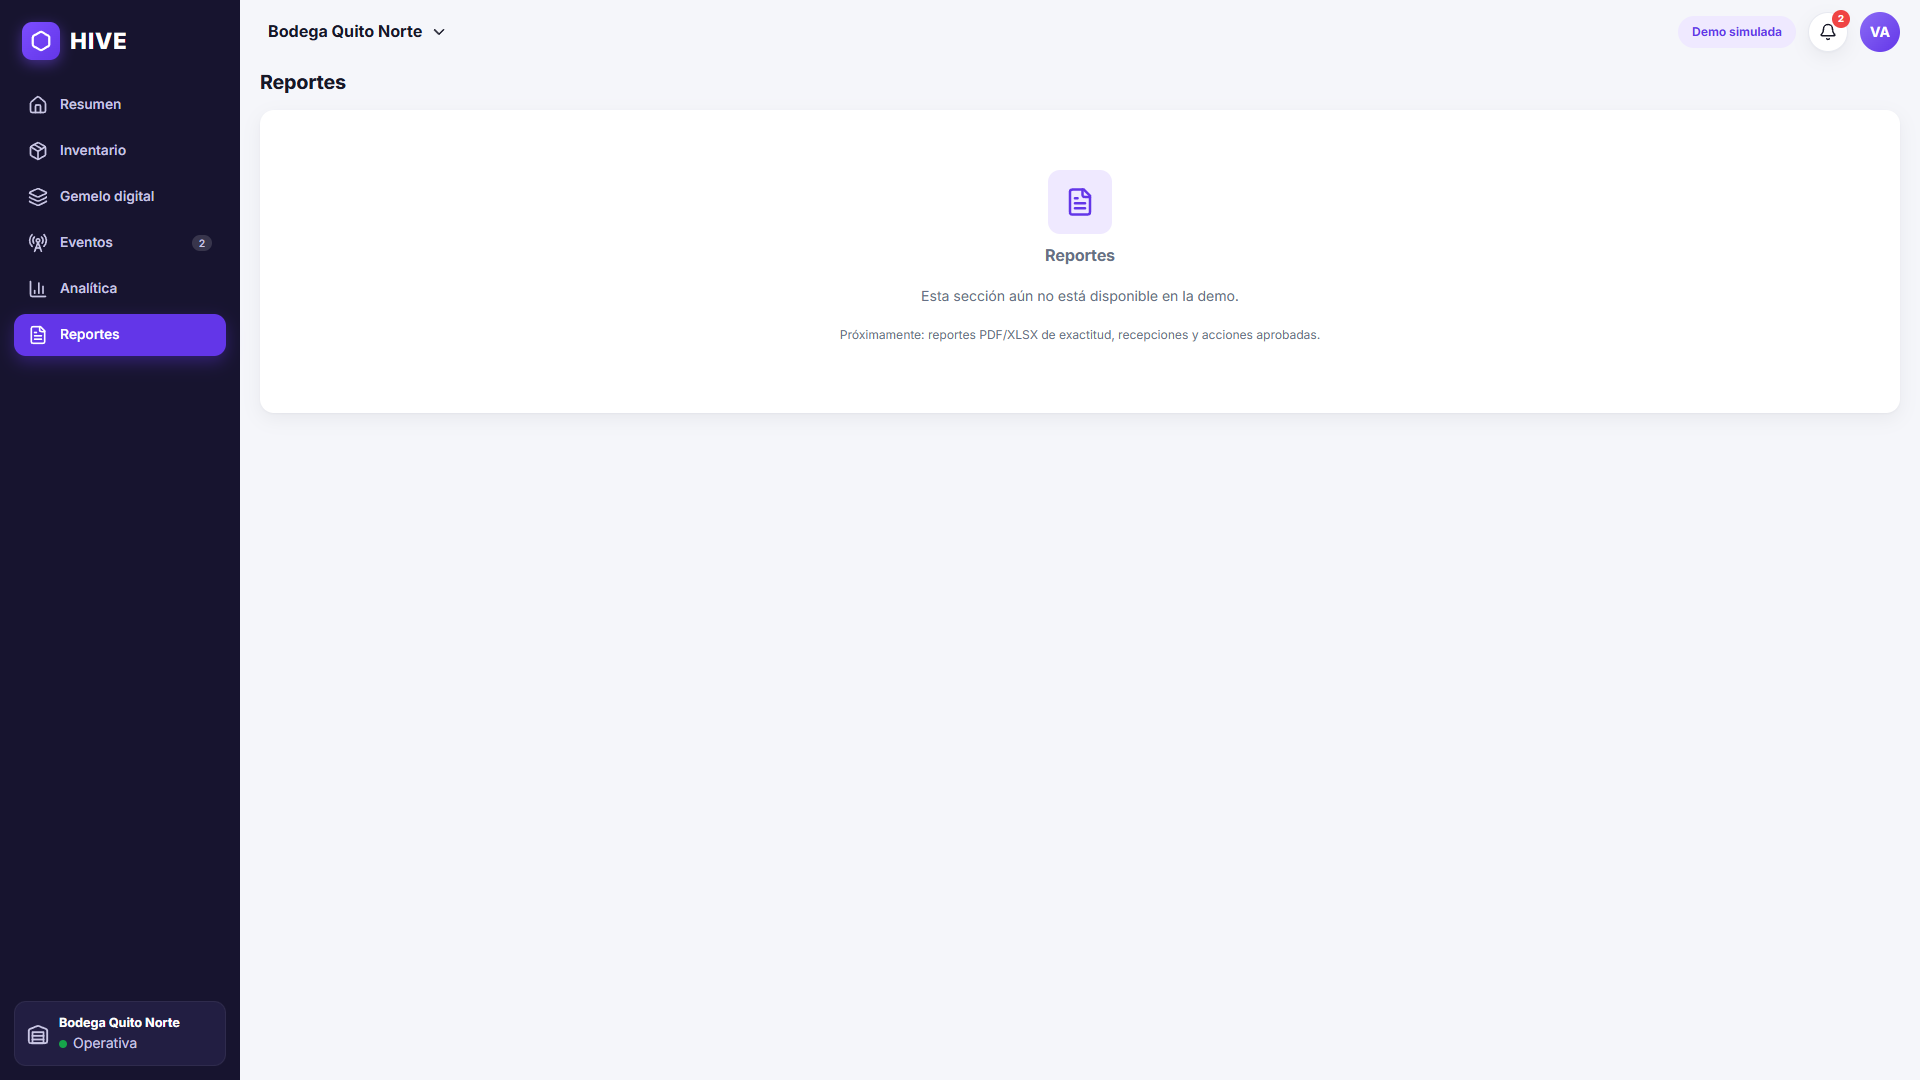 HIVE
Resumen
Inventario
Gemelo digital
Eventos 2
Analítica
Reportes
Bodega Quito Norte
Operativa
Bodega Quito Norte
Demo simulada
2
VA
Reportes
Reportes
Esta sección aún no está disponible en la demo.
Próximamente: reportes PDF/XLSX de exactitud, recepciones y acciones aprobadas.